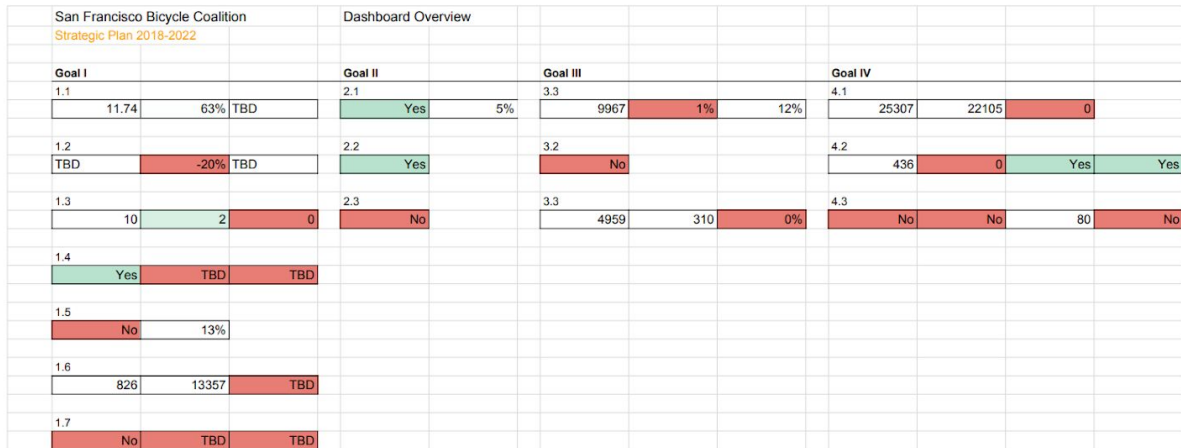 San Francisco Bicycle Coalition Dashboard Overview
Strategic Plan 2018-2022
Goal I Goal II Goal III Goal IV
1.1 2.1 3.3 4.1
11.74 63% TBD Yes 5% 9967 1% 12% 25307 22105 0
1.2 2.2 3.2 4.2
TBD -20% TBD Yes No 436 0 Yes Yes
1.3 2.3 3.3 4.3
10 2 0 No 4959 310 0% No No 80 No
1.4
Yes TBD TBD
1.5
No 13%
1.6
826 13357 TBD
1.7
No TBD TBD